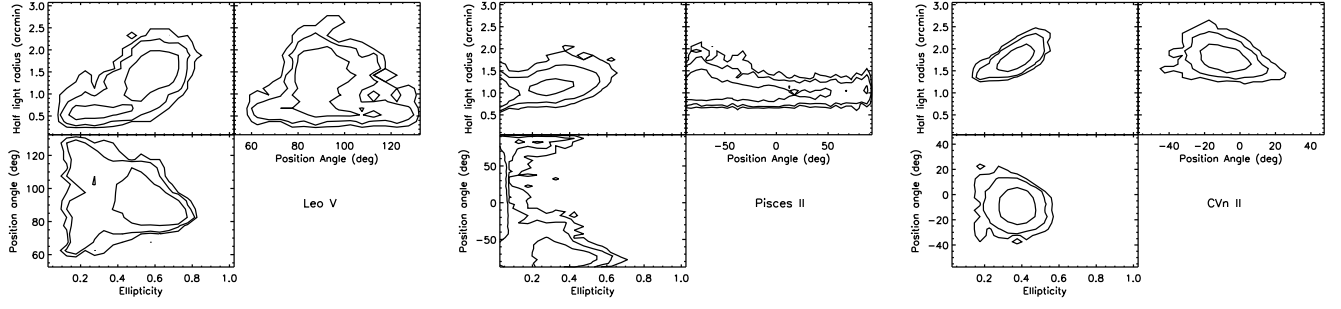 Half light radius (arcmin)
3.0
2.5
2.0
1.5
1.0
0.5
60 80 100 120
Position Angle (deg)
Position angle (deg)
120
100
80
60
0.2 0.4 0.6 0.8 1.0
Ellipticity
Leo V
Half light radius (arcmin)
3.0
2.5
2.0
1.5
1.0
0.5
−50 0 50
Position Angle (deg)
Position angle (deg)
50
0
−50
0.2 0.4 0.6 0.8 1.0
Ellipticity
Pisces II
Half light radius (arcmin)
3.0
2.5
2.0
1.5
1.0
0.5
−40 −20 0 20 40
Position Angle (deg)
Position angle (deg)
40
20
0
−20
−40
0.2 0.4 0.6 0.8 1.0
Ellipticity
CVn II